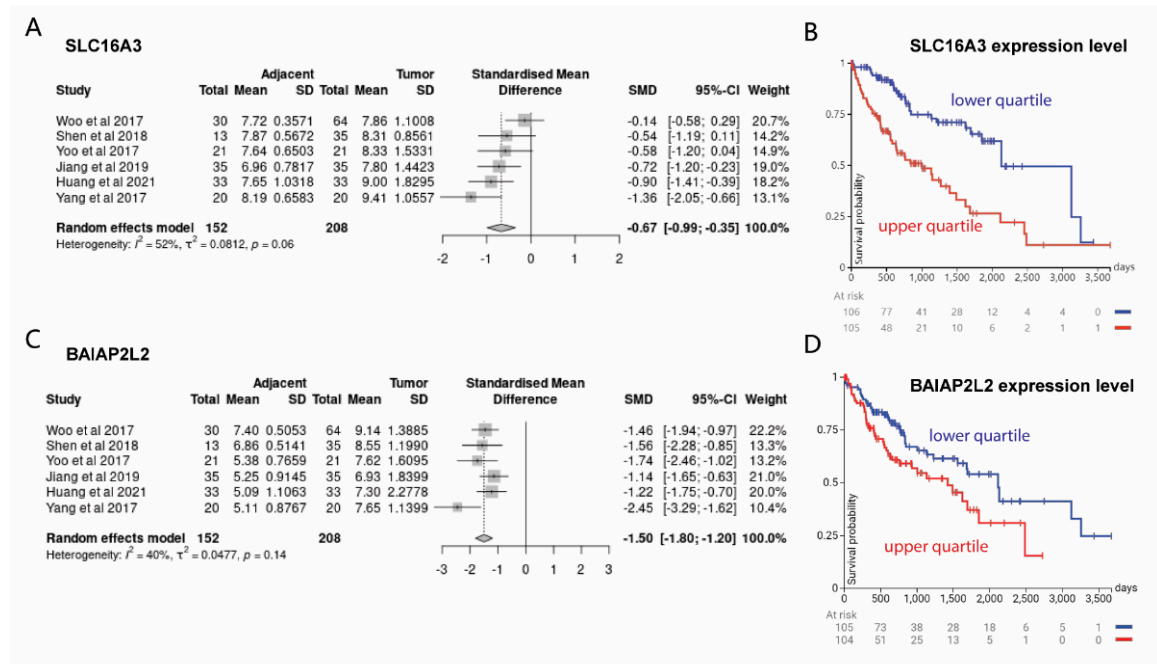 A
SLC16A3
Adjacent Tumor Standardised Mean
Study Total Mean SD Total Mean SD Difference SMD 95%-CI Weight
Woo et al 2017 30 7.72 0.3571 64 7.86 1.1008 -0.14 [-0.58; 0.29] 20.7%
Shen et al 2018 13 7.87 0.5672 35 8.31 0.8561 -0.54 [-1.19; 0.11] 14.2%
Yoo et al 2017 21 7.64 0.6503 21 8.33 1.5331 -0.58 [-1.20; 0.04] 14.9%
Jiang et al 2019 35 6.96 0.7817 35 7.80 1.4423 -0.72 [-1.20; -0.23] 19.0%
Huang et al 2021 33 7.65 1.0318 33 9.00 1.8295 -0.90 [-1.41; -0.39] 18.2%
Yang et al 2017 20 8.19 0.6583 20 9.41 1.0557 -1.36 [-2.05; -0.66] 13.1%
Random effects model 152 208 -0.67 [-0.99; -0.35] 100.0%
Heterogeneity: I² = 52%, τ² = 0.0812, p = 0.06
-2 -1 0 1 2
B
SLC16A3 expression level
1
0.75
0.5
0.25
0
Survival probability
lower quartile
upper quartile
0 500 1,000 1,500 2,000 2,500 3,000 3,500 days
At risk
106 77 41 28 12 4 4 0
105 48 21 10 6 2 1 1
C
BAIAP2L2
Adjacent Tumor Standardised Mean
Study Total Mean SD Total Mean SD Difference SMD 95%-CI Weight
Woo et al 2017 30 7.40 0.5053 64 9.14 1.3885 -1.46 [-1.94; -0.97] 22.2%
Shen et al 2018 13 6.86 0.5141 35 8.55 1.1990 -1.56 [-2.28; -0.85] 13.3%
Yoo et al 2017 21 5.38 0.7659 21 7.62 1.6095 -1.74 [-2.46; -1.02] 13.2%
Jiang et al 2019 35 5.25 0.9145 35 6.93 1.8399 -1.14 [-1.65; -0.63] 21.0%
Huang et al 2021 33 5.09 1.1063 33 7.30 2.2778 -1.22 [-1.75; -0.70] 20.0%
Yang et al 2017 20 5.11 0.8767 20 7.65 1.1399 -2.45 [-3.29; -1.62] 10.4%
Random effects model 152 208 -1.50 [-1.80; -1.20] 100.0%
Heterogeneity: I² = 40%, τ² = 0.0477, p = 0.14
-3 -2 -1 0 1 2 3
D
BAIAP2L2 expression level
1
0.75
0.5
0.25
0
Survival probability
lower quartile
upper quartile
0 500 1,000 1,500 2,000 2,500 3,000 3,500 days
At risk
105 73 38 28 18 6 5 1
104 51 25 13 5 1 0 0